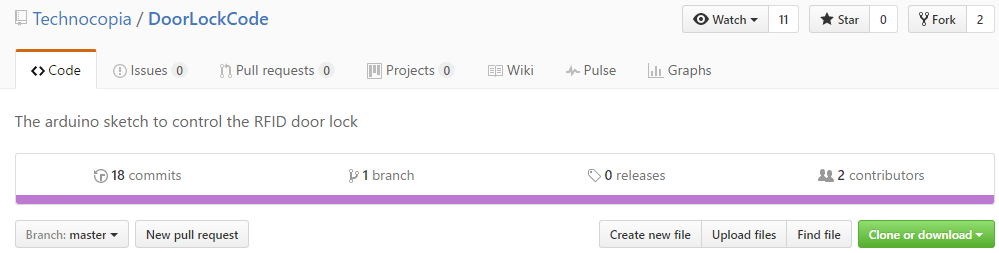 Technocopia / DoorLockCode Watch 11 Star 0 Fork 2
Code Issues 0 Pull requests 0 Projects 0 Wiki Pulse Graphs
The arduino sketch to control the RFID door lock
18 commits 1 branch 0 releases 2 contributors
Branch: master New pull request Create new file Upload files Find file Clone or download